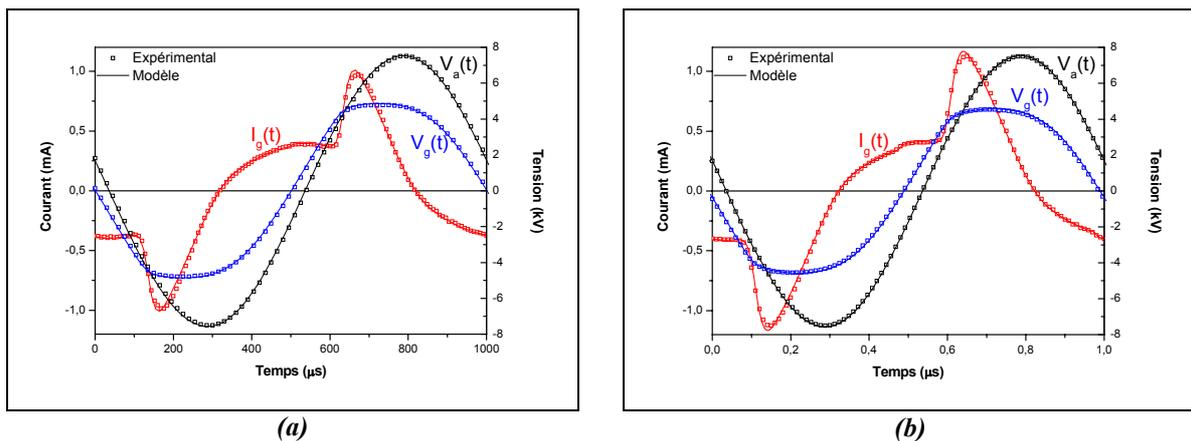 Expérimental
Modèle
V_a(t)
I_g(t)
V_g(t)
1,0
0,5
0,0
-0,5
-1,0
Courant (mA)
8
6
4
2
0
-2
-4
-6
-8
Tension (kV)
0
200
400
600
800
1000
Temps (µs)
(a)
Expérimental
Modèle
V_a(t)
V_g(t)
I_g(t)
1,0
0,5
0,0
-0,5
-1,0
Courant (mA)
8
6
4
2
0
-2
-4
-6
-8
Tension (kV)
0,0
0,2
0,4
0,6
0,8
1,0
Temps (µs)
(b)